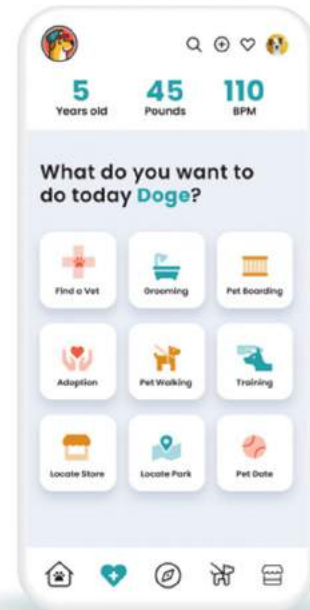 5 45 110
Years old Pounds BPM
What do you want to
do today Doge?
Find a Vet Grooming Pet Boarding
Adoption Pet Walking Training
Locate Store Locate Park Pet Date